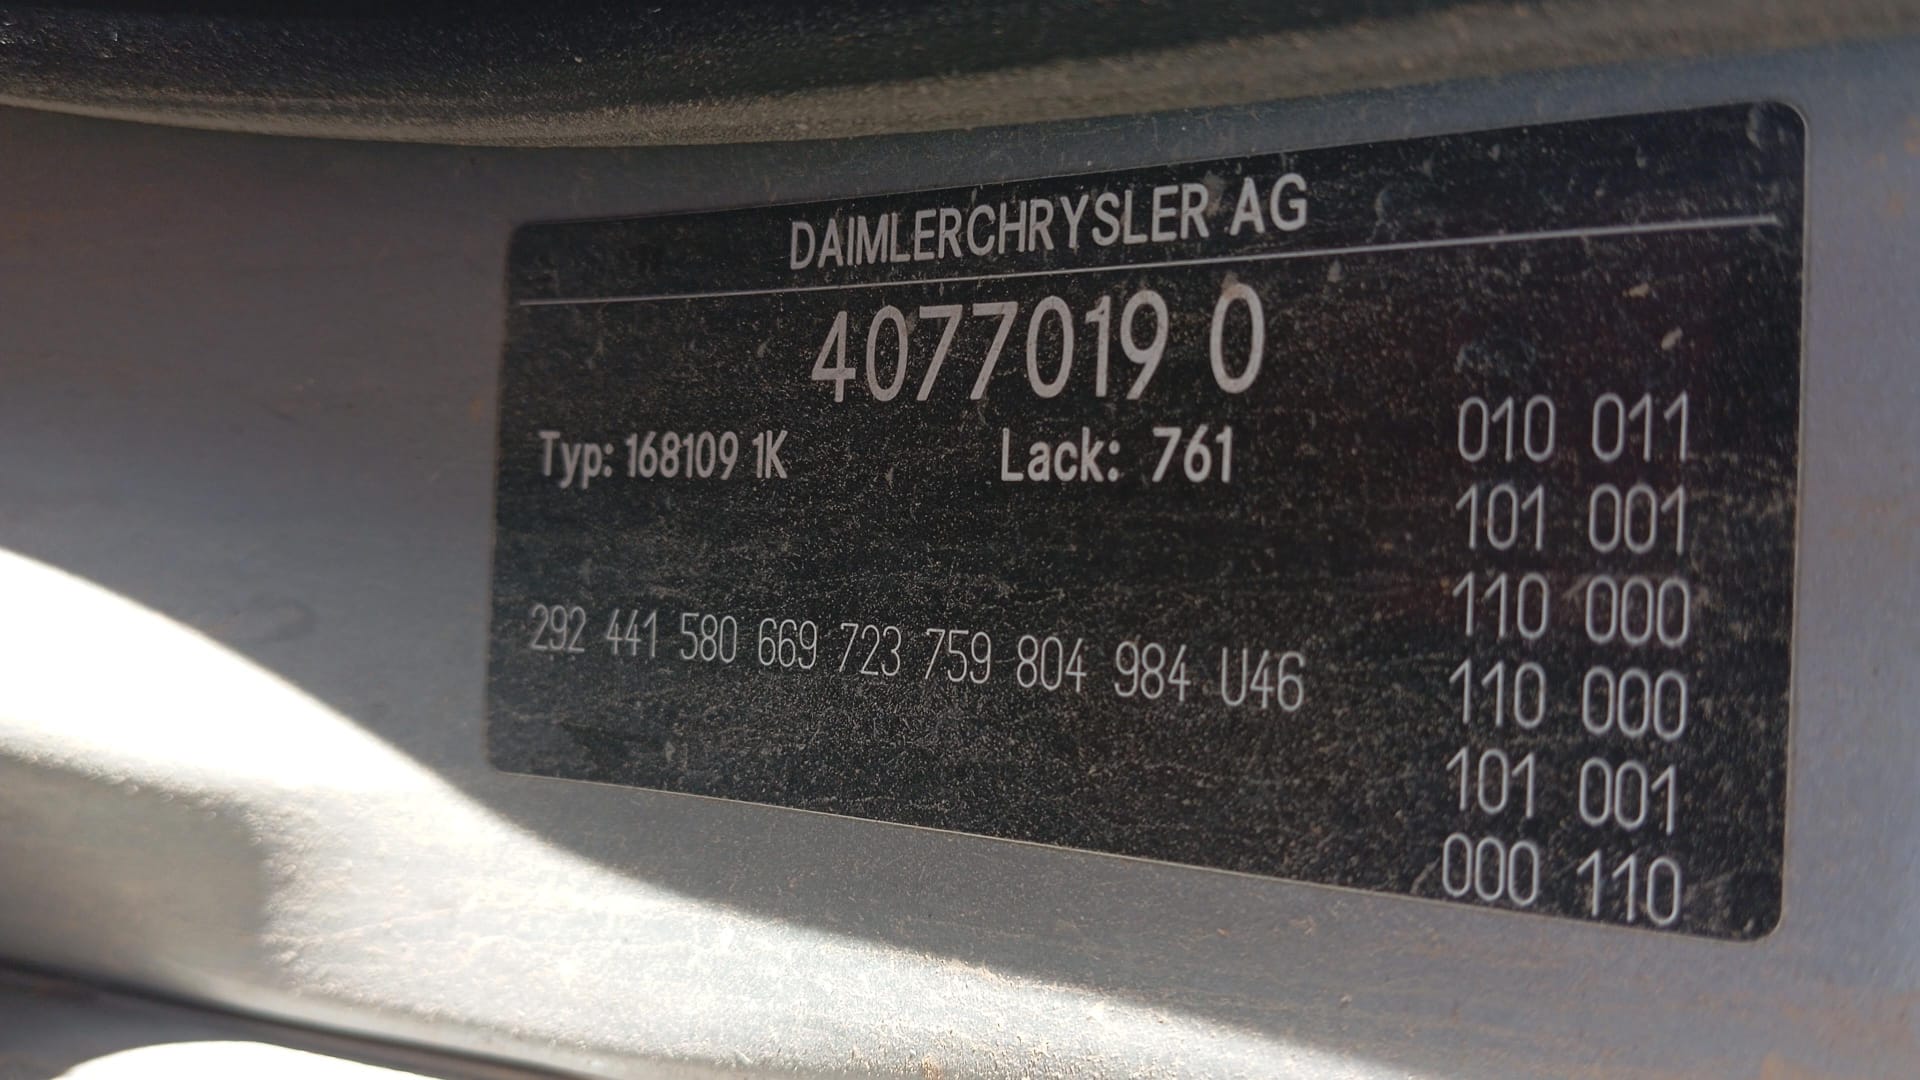 DAIMLERCHRYSLER AG
4077019 0
Typ: 168109 1K Lack: 761
292 441 580 669 723 759 804 984 U46
010 011
101 001
110 000
110 000
101 001
000 110